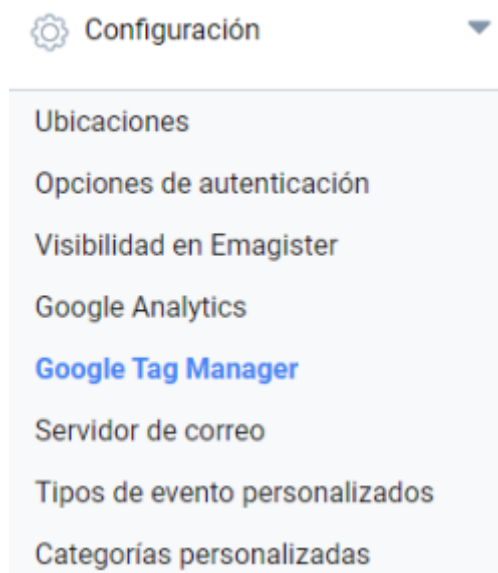 Configuración
Ubicaciones
Opciones de autenticación
Visibilidad en Emagister
Google Analytics
Google Tag Manager
Servidor de correo
Tipos de evento personalizados
Categorías personalizadas